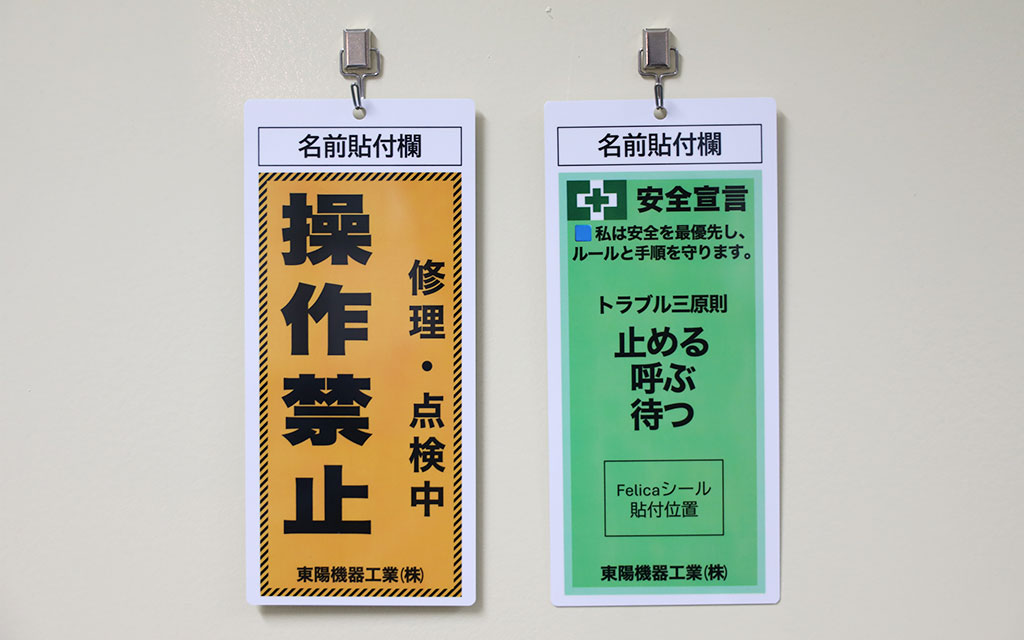 名前貼付欄
操作禁止
修理・点検中
東陽機器工業(株)
名前貼付欄
安全宣言
私は安全を最優先し、
ルールと手順を守ります。
トラブル三原則
止める
呼ぶ
待つ
Felicaシール
貼付位置
東陽機器工業(株)